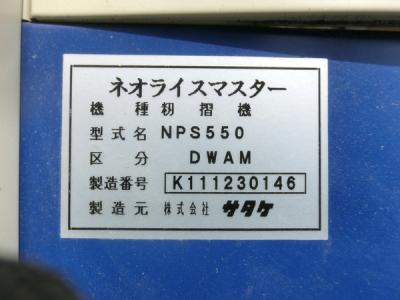 ネオライスマスター
機種籾摺機
型式名 NPS550
区分 DWAM
製造番号 K111230146
製造元 株式会社 サタケ